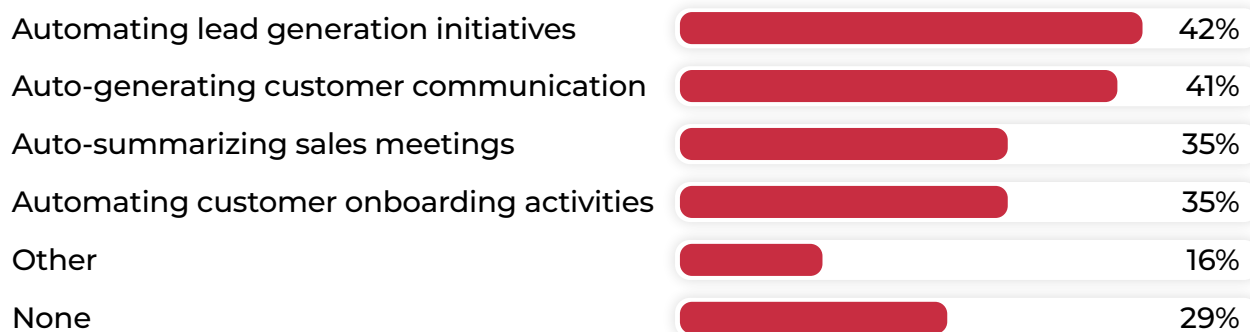 Automating lead generation initiatives 42%
Auto-generating customer communication 41%
Auto-summarizing sales meetings 35%
Automating customer onboarding activities 35%
Other 16%
None 29%